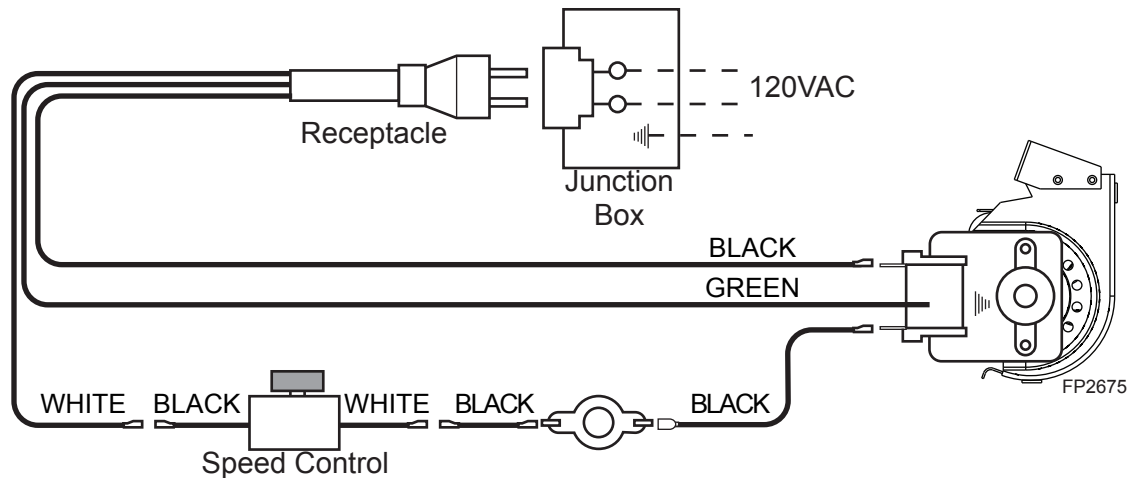 120VAC
Receptacle
Junction
Box
BLACK
GREEN
FP2675
WHITE BLACK WHITE BLACK BLACK
Speed Control